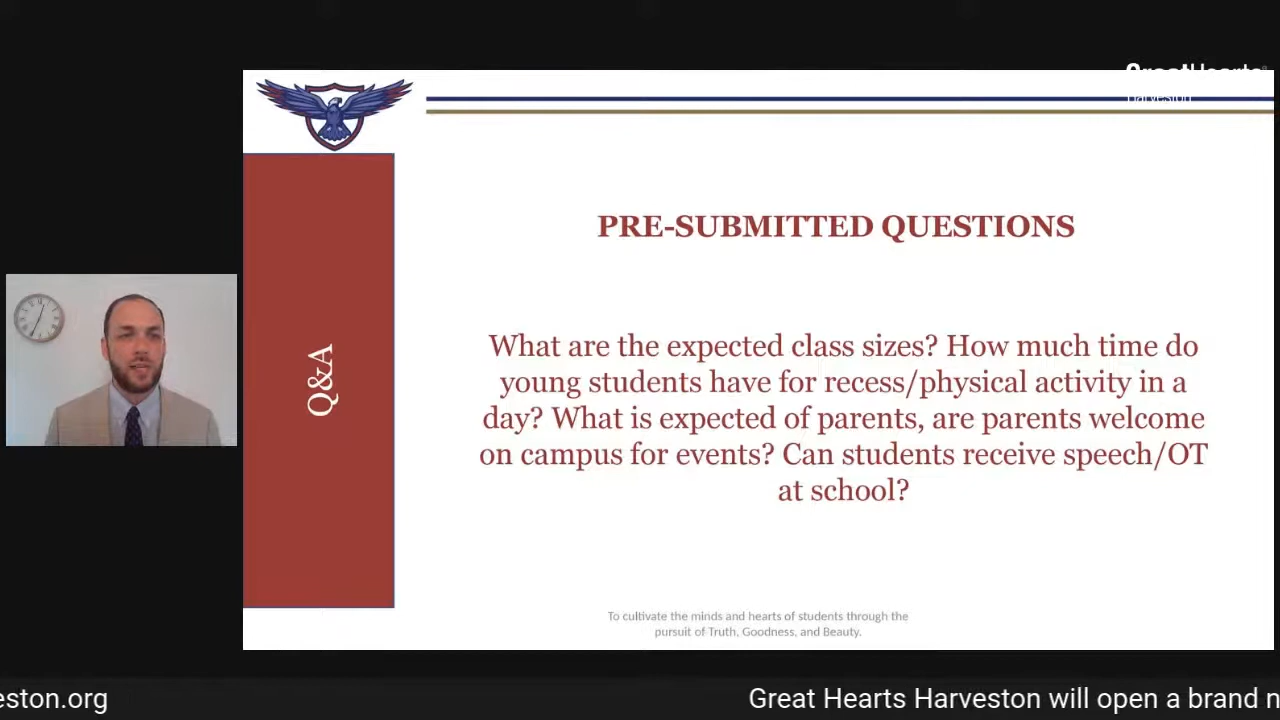 GreatHearts
Harveston
PRE-SUBMITTED QUESTIONS
Q&A
What are the expected class sizes? How much time do
young students have for recess/physical activity in a
day? What is expected of parents, are parents welcome
on campus for events? Can students receive speech/OT
at school?
To cultivate the minds and hearts of students through the
pursuit of Truth, Goodness, and Beauty.
eston.org
Great Hearts Harveston will open a brand n